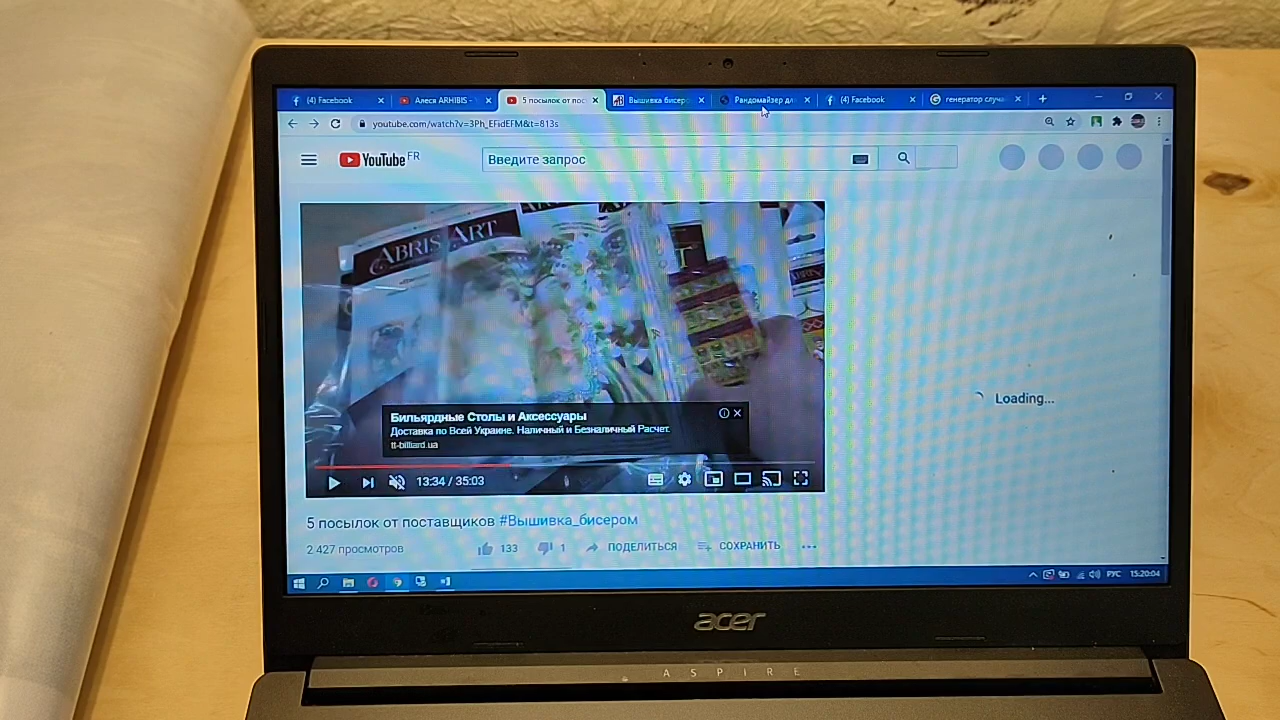 (4) Facebook
Алеся ARHIBIS -
5 посылок от пос
Вышивка бисер
Рандомайзер дл
(4) Facebook
генератор случа
youtube.com/watch?v=3Ph_EFidEFM&t=813s
YouTube FR
Введите запрос
ABRIS ART
Loading...
Бильярдные Столы и Аксессуары
Доставка по Всей Украине. Наличный и Безналичный Расчет.
tt-billiard.ua
13:34 / 35:03
5 посылок от поставщиков #Вышивка_бисером
2 427 просмотров
133
1
ПОДЕЛИТЬСЯ
СОХРАНИТЬ
РУС
15:20:04
acer
ASPIRE